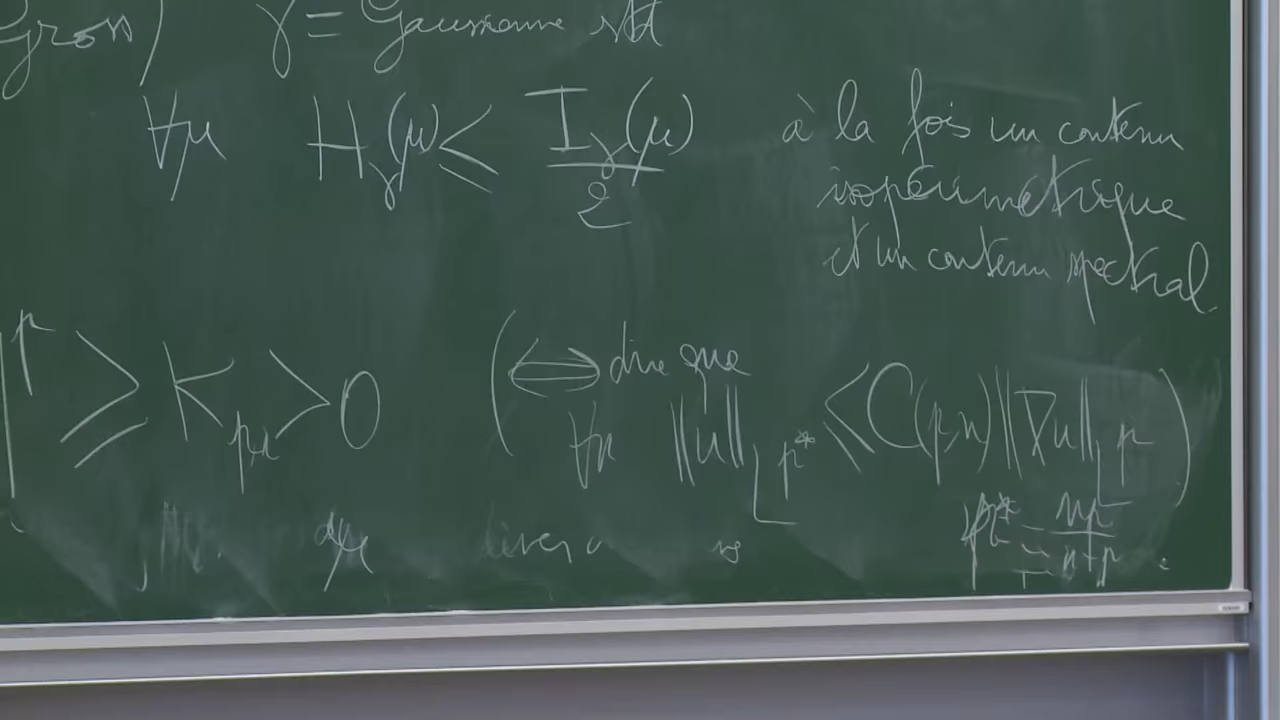 Gross) γ = Gaussienne std
∀μ H_γ(μ) ≤ I_γ(μ)/2 à la fois un contenu
isopérimétrique
et un contenu spectral
|^p ≥ K_{p,n} > 0 (⟺ dire que
∀u ‖u‖_{L^{p*}} ≤ C(p,n) ‖∇u‖_{L^p})
p* = np/n+p